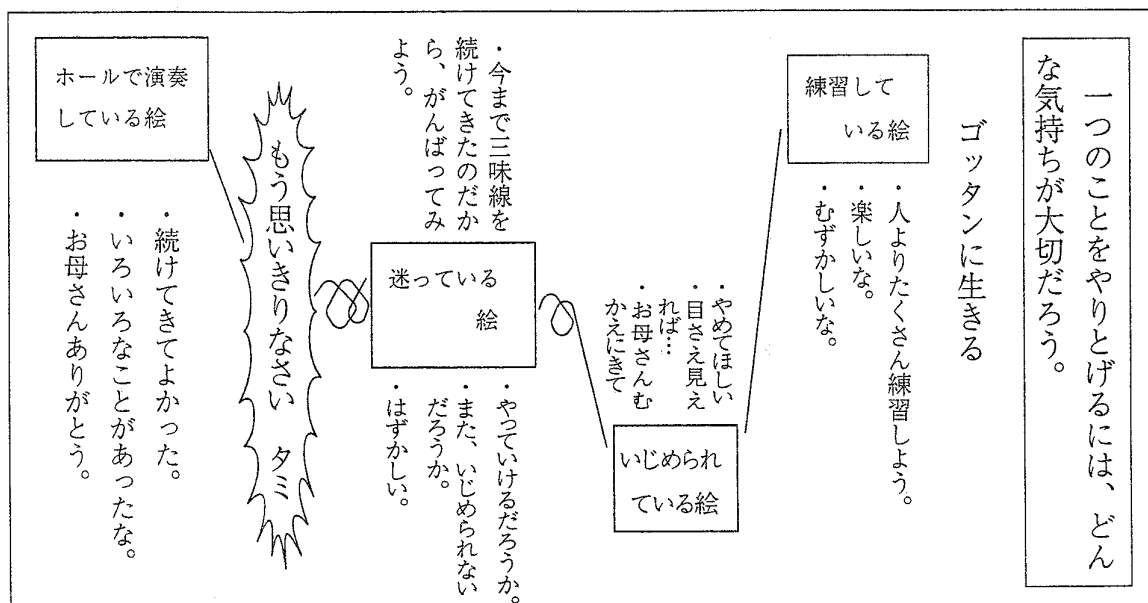 一つのことをやりとげるには、どん
な気持ちが大切だろう。
ゴッタンに生きる
練習して
いる絵
・人よりたくさん練習しよう。
・楽しいな。
・むずかしいな。
・やめてほしい
・目さえ見え
れば…
・お母さんむ
かえにきて
いじめられ
ている絵
・今まで三味線を
続けてきたのだか
ら、がんばってみ
よう。
迷っている
絵
・やっていけるだろうか。
・また、いじめられない
だろうか。
・はずかしい。
もう思いきりなさい タミ
ホールで演奏
している絵
・続けてきてよかった。
・いろいろなことがあったな。
・お母さんありがとう。